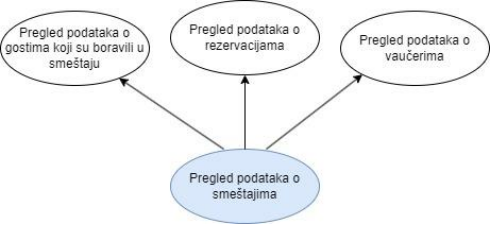 Pregled podataka o
gostima koji su boravili u
smeštaju
Pregled podataka o
rezervacijama
Pregled podataka o
vaučerima
Pregled podataka o
smeštajima